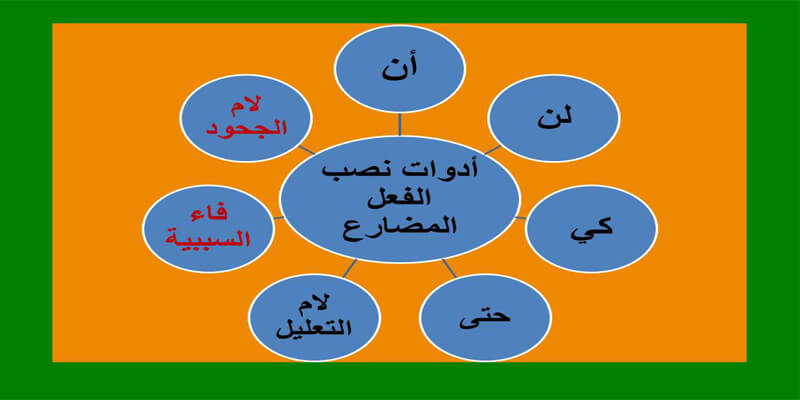 أن
لن
كي
حتى
لام
التعليل
فاء
السببية
لام
الجحود
أدوات نصب
الفعل
المضارع